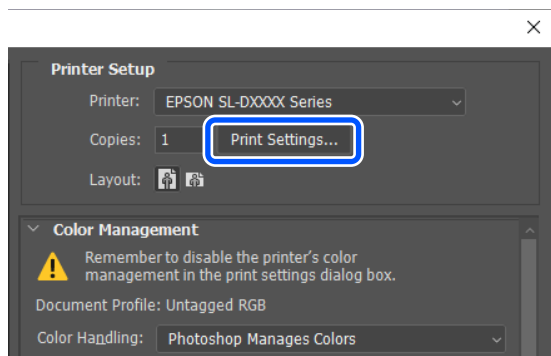 Printer Setup
Printer: EPSON SL-DXXXX Series
Copies: 1 Print Settings...
Layout:
Color Management
Remember to disable the printer's color
management in the print settings dialog box.
Document Profile: Untagged RGB
Color Handling: Photoshop Manages Colors